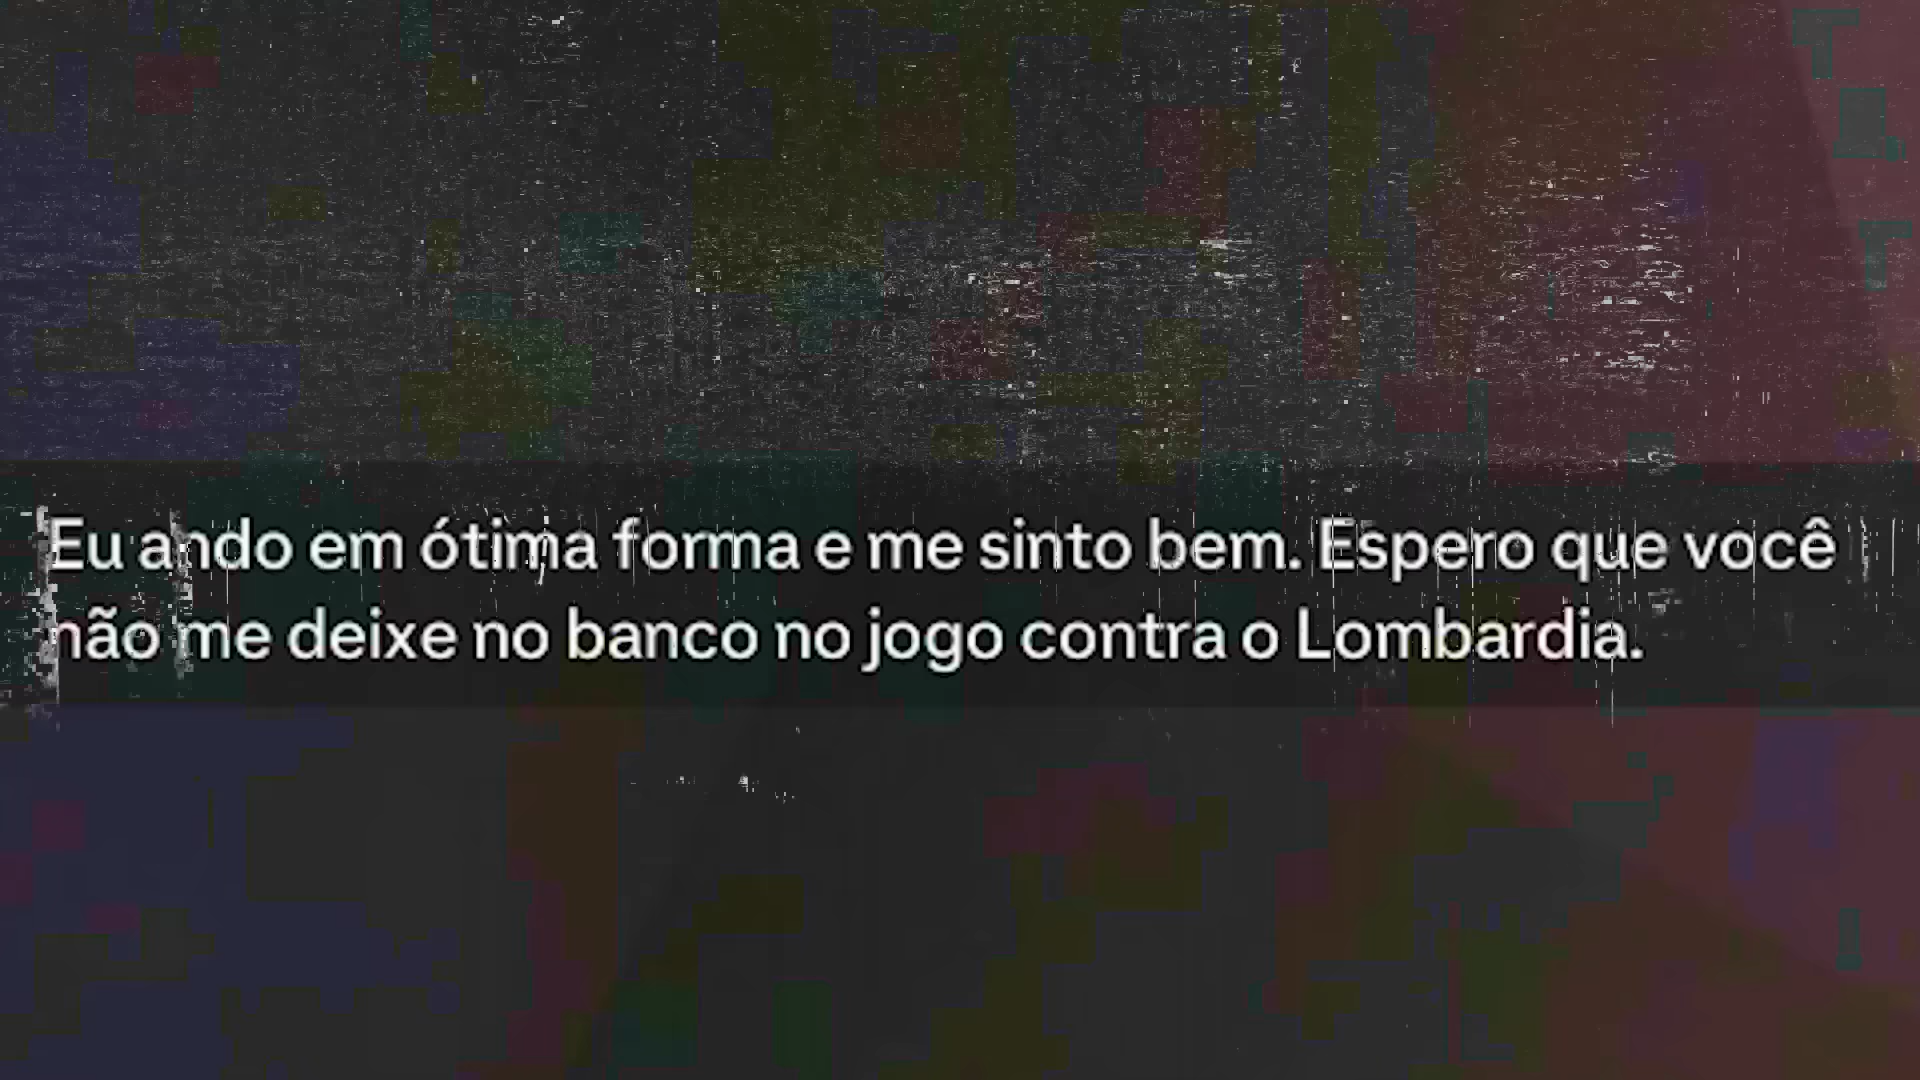 Eu ando em ótima forma e me sinto bem. Espero que você
não me deixe no banco no jogo contra o Lombardia.